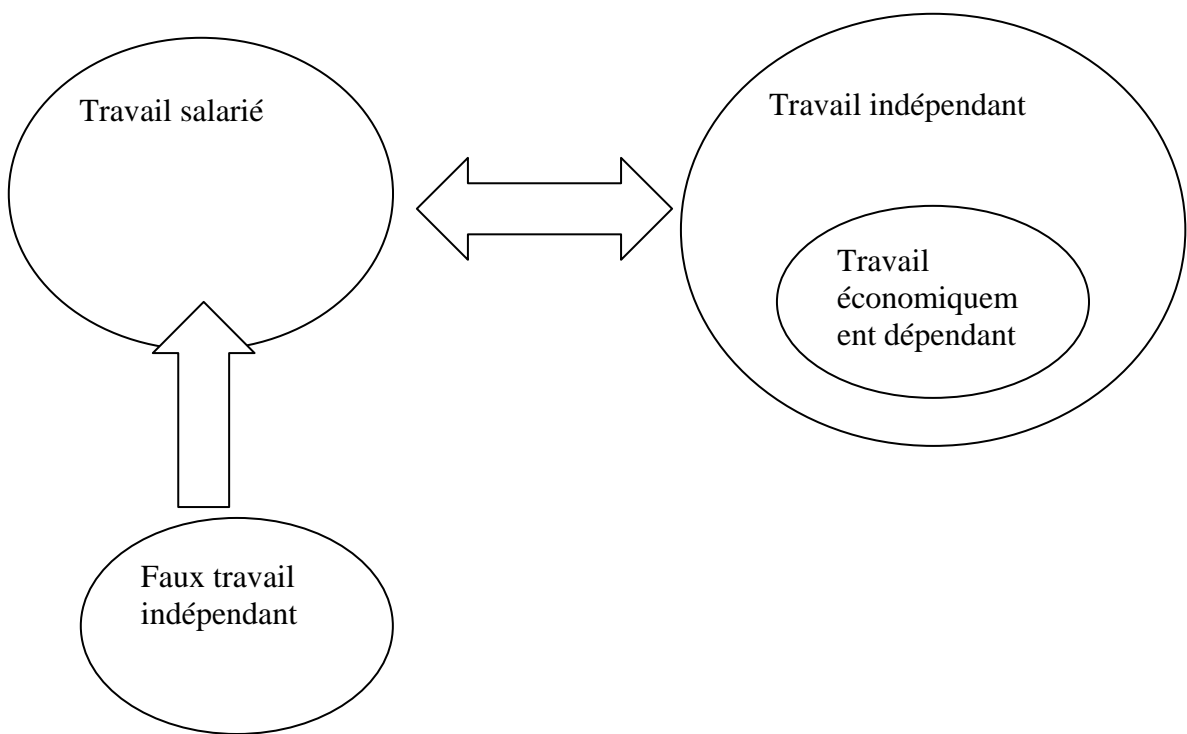 Travail salarié
Travail indépendant
Travail
économiquem
ent dépendant
Faux travail
indépendant